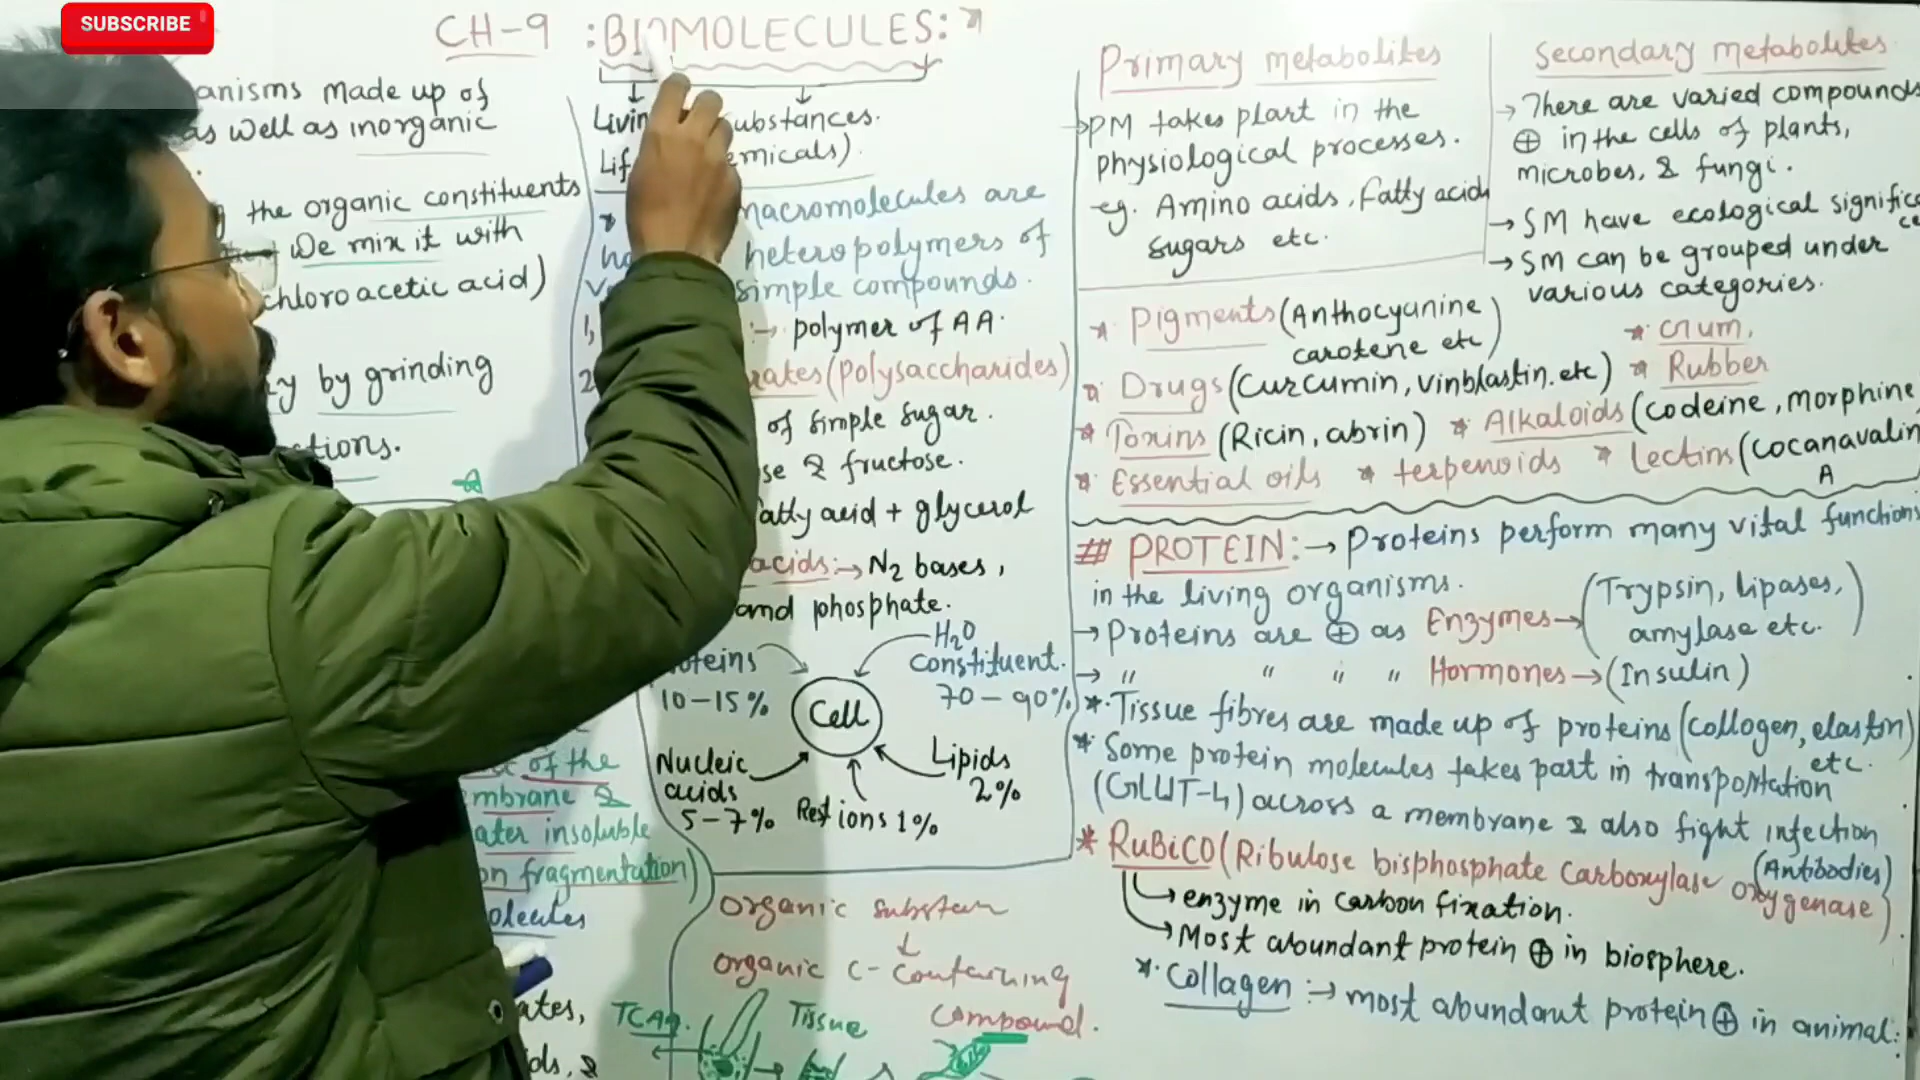 SUBSCRIBE
CH-9 :BIOMOLECULES:
anisms made up of
as well as inorganic
the organic constituents
We mix it with
chloro acetic acid)
by grinding
ctions.
of the
mbrane &
ater insoluble
on fragmentation)
olecules
ates,
ds, &
Livin ubstances.
Lif emicals).
macromolecules are
heteropolymers of
simple compounds.
1, :→ polymer of AA.
2 rates (polysaccharides)
of simple sugar.
se & fructose.
fatty acid + glycerol
acids:→ N2 bases,
and phosphate.
oteins
10-15%
H2O
constituent.
70-90%
Cell
Nucleic
acids
5-7%
Rest ions 1%
Lipids
2%
organic
↓
organic C-Containing
Compound.
TCAA.
Tissue
Primary metabolites
→PM takes plart in the
physiological processes.
eg. Amino acids, fatty acids
sugars etc.
Secondary metabolites
→ There are varied compounds
⊕ in the cells of plants,
microbes, & fungi.
→ SM have ecological significa
ce
→ SM can be grouped under
various categories.
* Pigments (Anthocyanine
carotene etc)
* Gum,
* Drugs (Curcumin, vinblastin. etc) * Rubber
* Toxins (Ricin, abrin) * Alkaloids (codeine, morphine,
* Essential oils * terpenoids * Lectins (cocanavalin
A
# PROTEIN:→ Proteins perform many vital functions
in the living organisms.
→ Proteins are ⊕ as Enzymes→ (Trypsin, lipases,
amylase etc.)
→ " " " " Hormones→ (Insulin)
*. Tissue fibres are made up of proteins (collogen, elastin)
etc.
* Some protein molecules takes part in transportation
(GLUT-4) across a membrane & also fight infection
(Antibodies)
* RuBiCO (Ribulose bisphosphate Carboxylase oxygenase)
↳ enzyme in carbon fixation.
↳ Most abundant protein ⊕ in biosphere.
*. Collagen :→ most abundant protein ⊕ in animal.